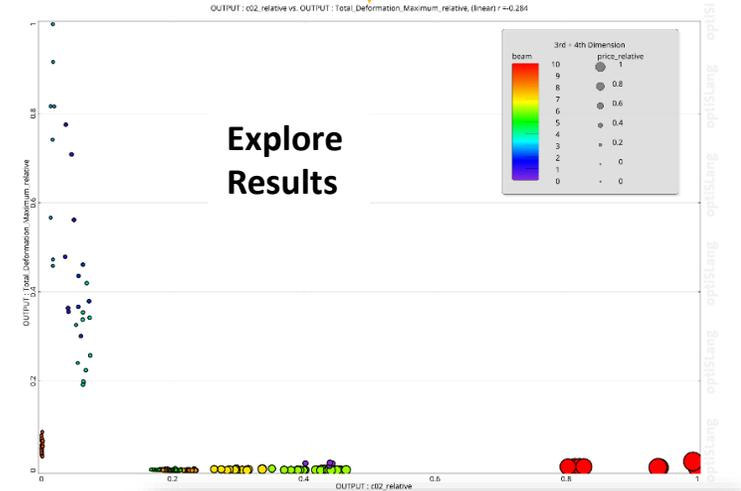 OUTPUT : c02_relative vs. OUTPUT : Total_Deformation_Maximum_relative, (linear) r =-0.284
3rd + 4th Dimension
beam price_relative
10 1
9
8 0.8
7
6 0.6
5
4 0.4
3
2 0.2
1 0
0 0
Explore
Results
OUTPUT : Total_Deformation_Maximum_relative
1
0.8
0.6
0.4
0.2
0
0 0.2 0.4 0.6 0.8 1
OUTPUT : c02_relative
optiSLang
optiSLang
optiSLang
optiSLang
optiSLang